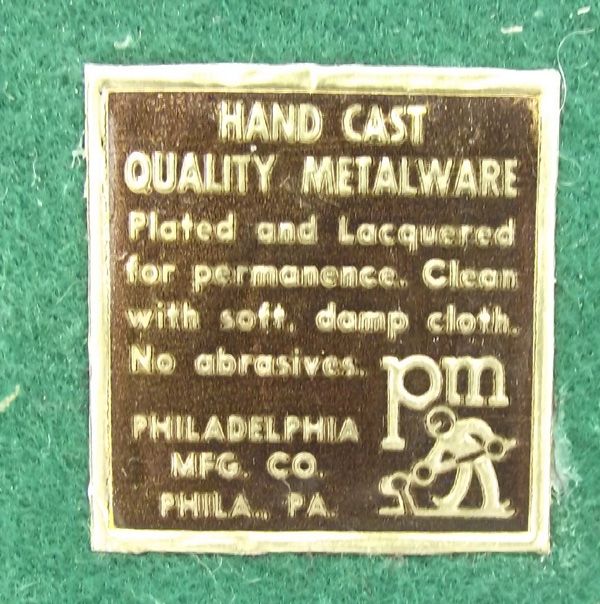 HAND CAST
QUALITY METALWARE
Plated and Lacquered
for permanence. Clean
with soft, damp cloth.
No abrasives.
pm
PHILADELPHIA
MFG. CO.
PHILA., PA.